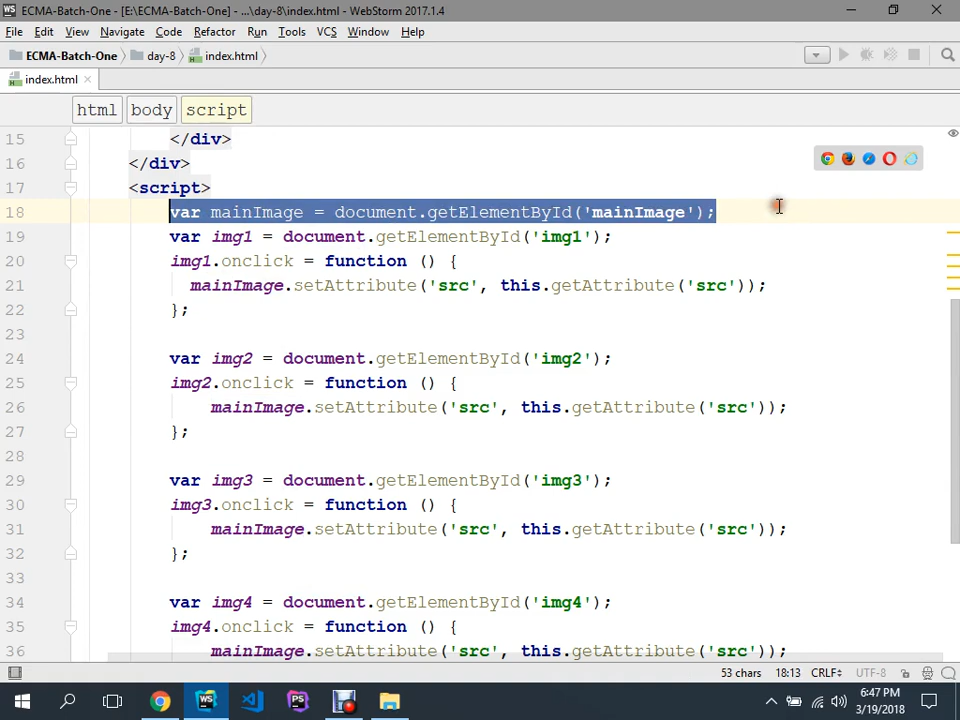 WS ECMA-Batch-One - [E:\ECMA-Batch-One] - ...\day-8\index.html - WebStorm 2017.1.4
File Edit View Navigate Code Refactor Run Tools VCS Window Help
ECMA-Batch-One day-8 index.html
index.html
html body script
15 </div>
16 </div>
17 <script>
18 var mainImage = document.getElementById('mainImage');
19 var img1 = document.getElementById('img1');
20 img1.onclick = function () {
21 mainImage.setAttribute('src', this.getAttribute('src'));
22 };
23
24 var img2 = document.getElementById('img2');
25 img2.onclick = function () {
26 mainImage.setAttribute('src', this.getAttribute('src'));
27 };
28
29 var img3 = document.getElementById('img3');
30 img3.onclick = function () {
31 mainImage.setAttribute('src', this.getAttribute('src'));
32 };
33
34 var img4 = document.getElementById('img4');
35 img4.onclick = function () {
36 mainImage.setAttribute('src', this.getAttribute('src'));
53 chars 18:13 CRLF UTF-8
WS PS 6:47 PM
3/19/2018